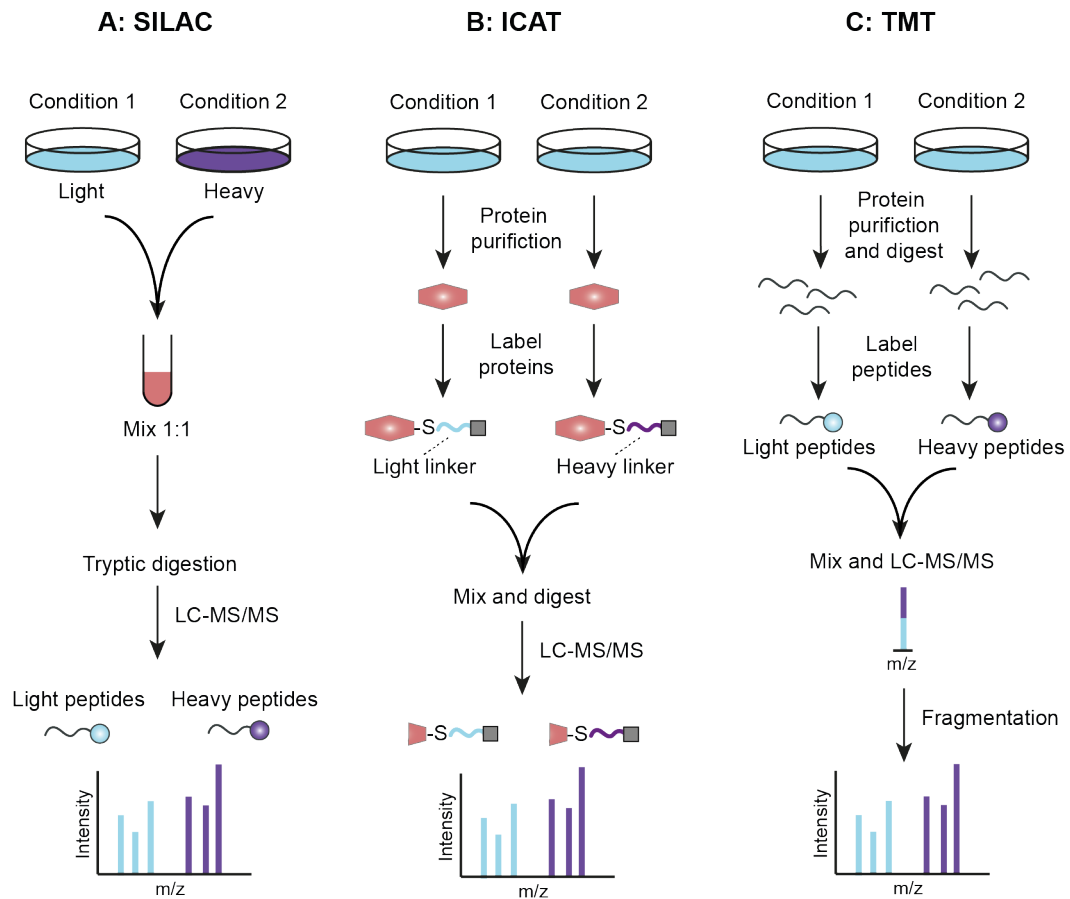 A: SILAC
Condition 1
Condition 2
Light
Heavy
Mix 1:1
Tryptic digestion
LC-MS/MS
Light peptides
Heavy peptides
Intensity
m/z
B: ICAT
Condition 1
Condition 2
Protein
purifiction
Label
proteins
S
S
Light linker
Heavy linker
Mix and digest
LC-MS/MS
S
S
Intensity
m/z
C: TMT
Condition 1
Condition 2
Protein
purifiction
and digest
Label
peptides
Light peptides
Heavy peptides
Mix and LC-MS/MS
m/z
Fragmentation
Intensity
m/z